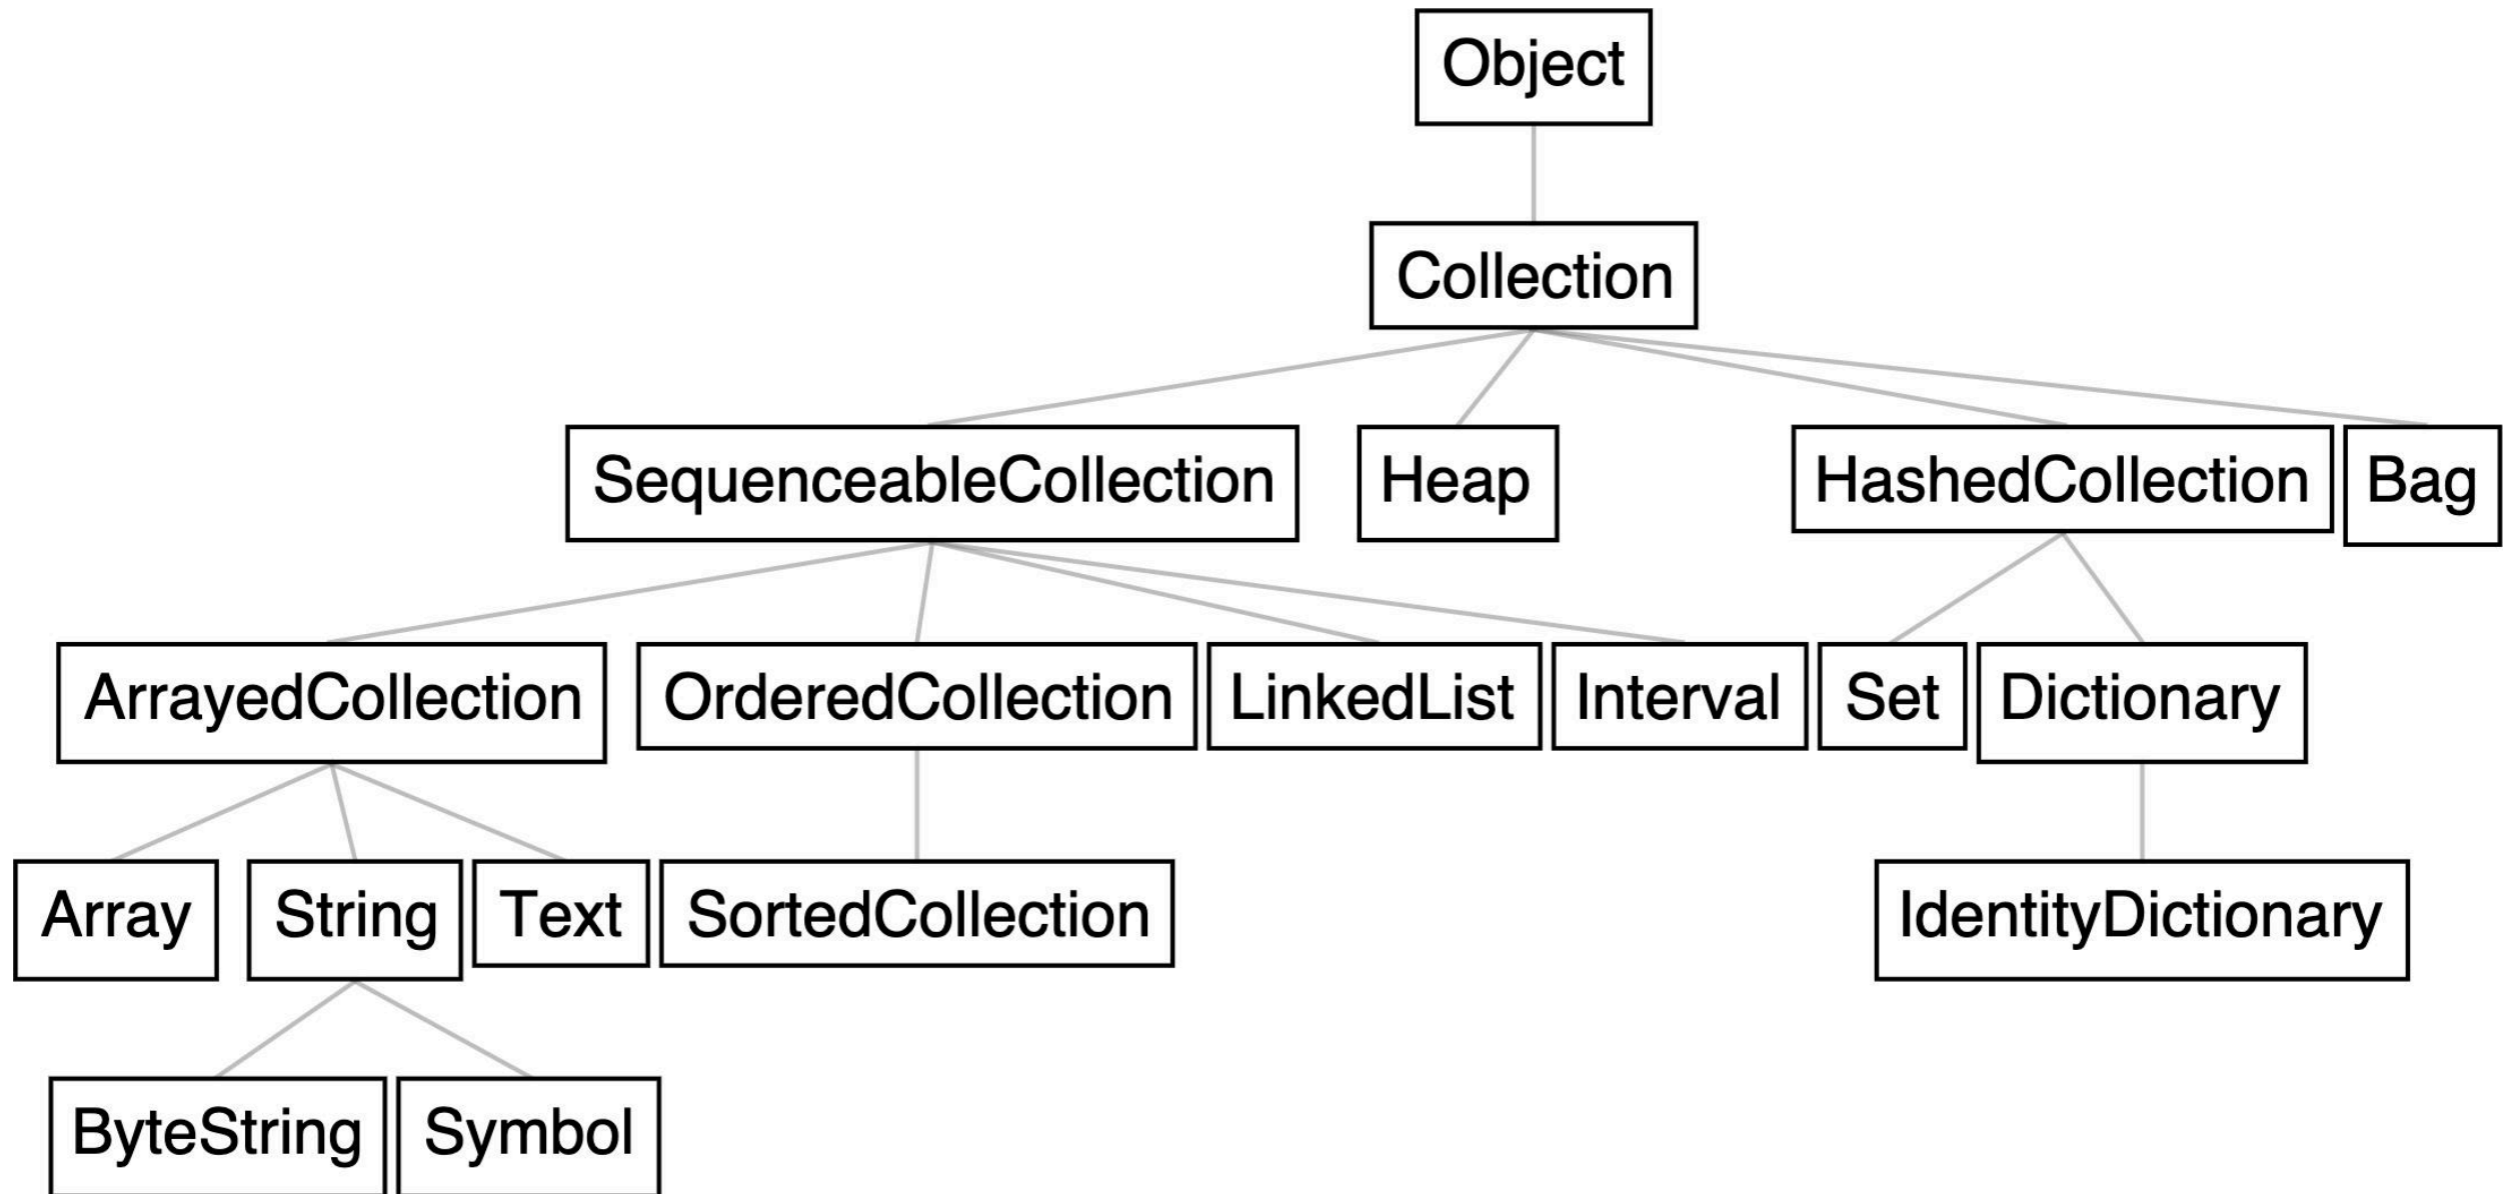 Object
Collection
SequenceableCollection
Heap
HashedCollection
Bag
ArrayedCollection
OrderedCollection
LinkedList
Interval
Set
Dictionary
Array
String
Text
SortedCollection
IdentityDictionary
ByteString
Symbol